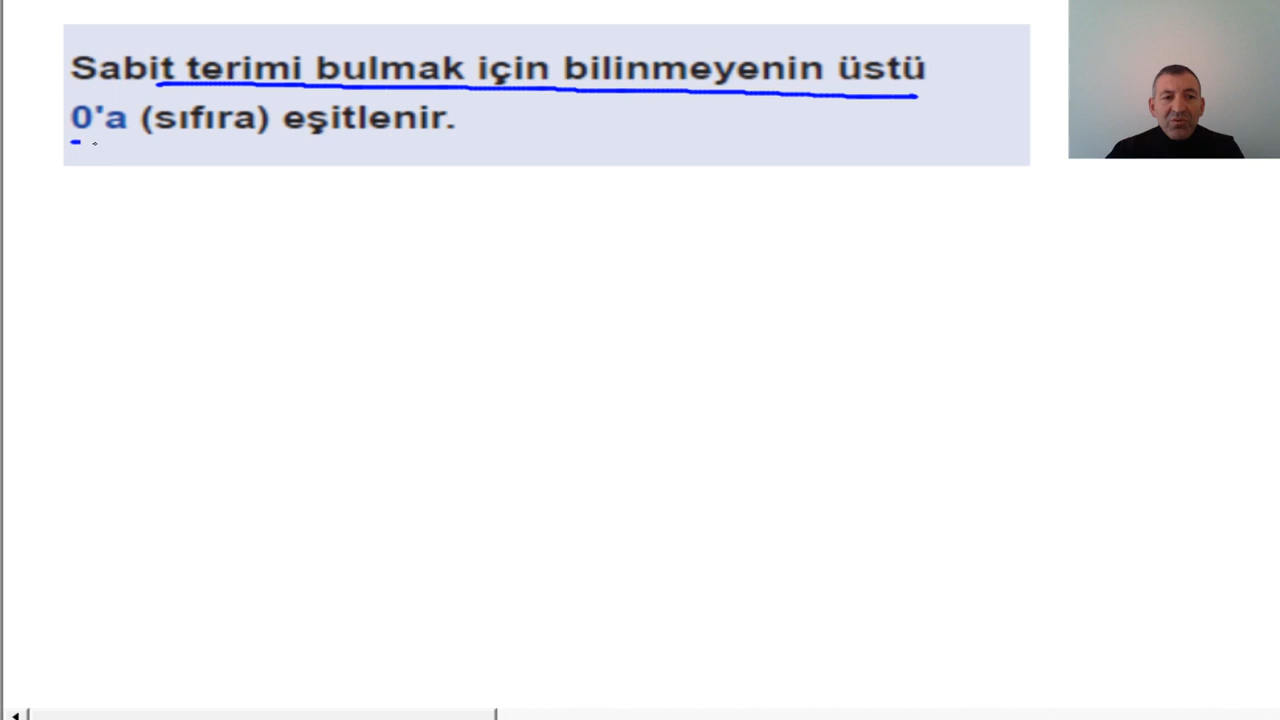 Sabit terimi bulmak için bilinmeyenin üstü
0'a (sıfıra) eşitlenir.